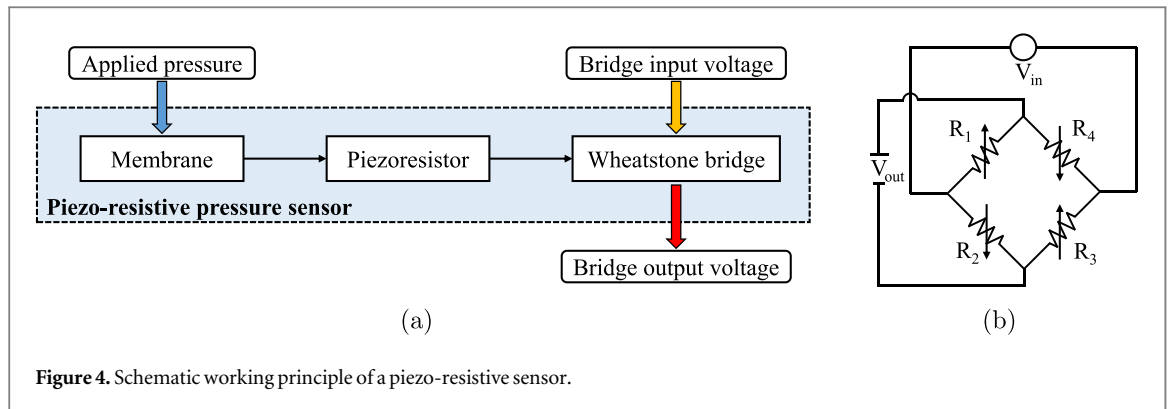 Applied pressure
Bridge input voltage
Membrane
Piezoresistor
Wheatstone bridge
Piezo-resistive pressure sensor
Bridge output voltage
(a)
V_in
R_1
R_4
V_out
R_2
R_3
(b)
Figure 4. Schematic working principle of a piezo-resistive sensor.